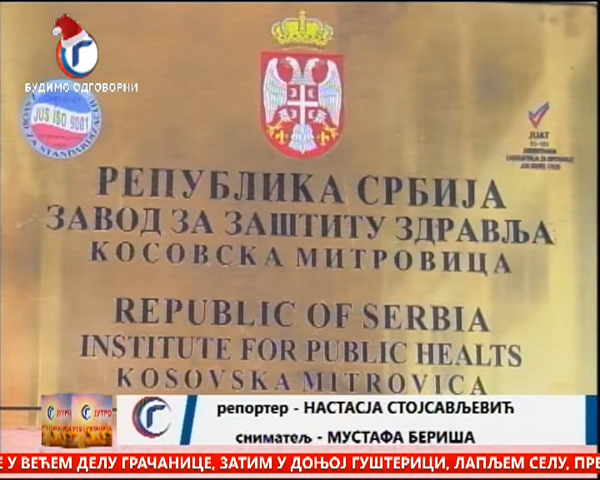 БУДИМО ОДГОВОРНИ
JUS ISO 9001
JUAT
РЕПУБЛИКА СРБИЈА
ЗАВОД ЗА ЗАШТИТУ ЗДРАВЉА
КОСОВСКА МИТРОВИЦА
REPUBLIC OF SERBIA
INSTITUTE FOR PUBLIC HEALTS
KOSOVSKA MITROVICA
ЈУТРО
ЈУТРО
репортер - НАСТАСЈА СТОЈСАВЉЕВИЋ
сниматељ - МУСТАФА БЕРИША
Е У ВЕЋЕМ ДЕЛУ ГРАЧАНИЦЕ, ЗАТИМ У ДОЊОЈ ГУШТЕРИЦИ, ЛАПЉЕМ СЕЛУ, ПРЕ